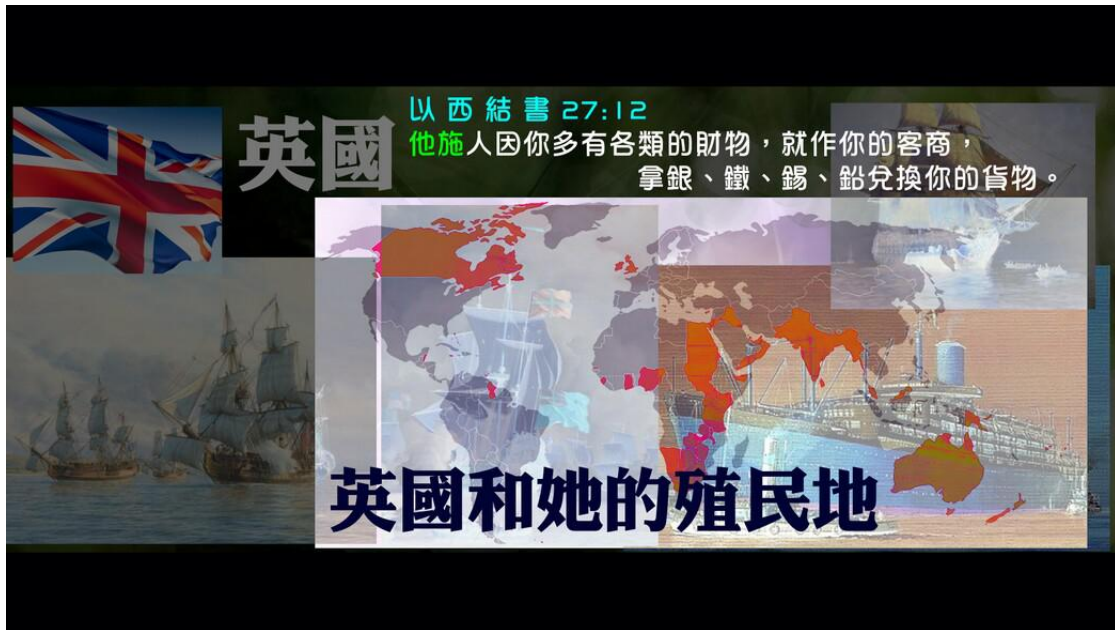 英國
以西結書27:12
他施人因你多有各類的財物，就作你的客商，
拿銀、鐵、錫、鉛兌換你的貨物。
英國和她的殖民地